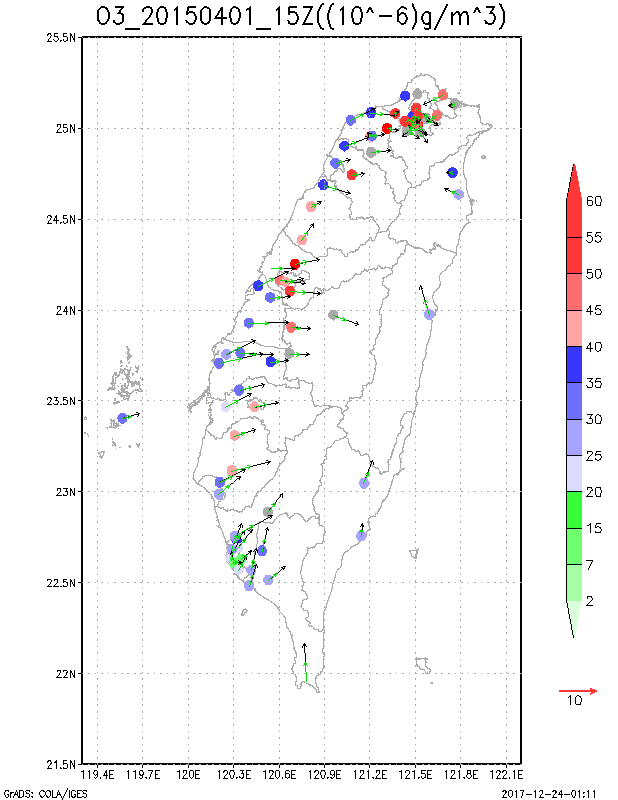 O3_20150401_15Z((10^-6)g/m^3)
25.5N
25N
24.5N
24N
23.5N
23N
22.5N
22N
21.5N
119.4E 119.7E 120E 120.3E 120.6E 120.9E 121.2E 121.5E 121.8E 122.1E
60
55
50
45
40
35
30
25
20
15
7
2
10
GrADS: COLA/IGES 2017-12-24-01:11